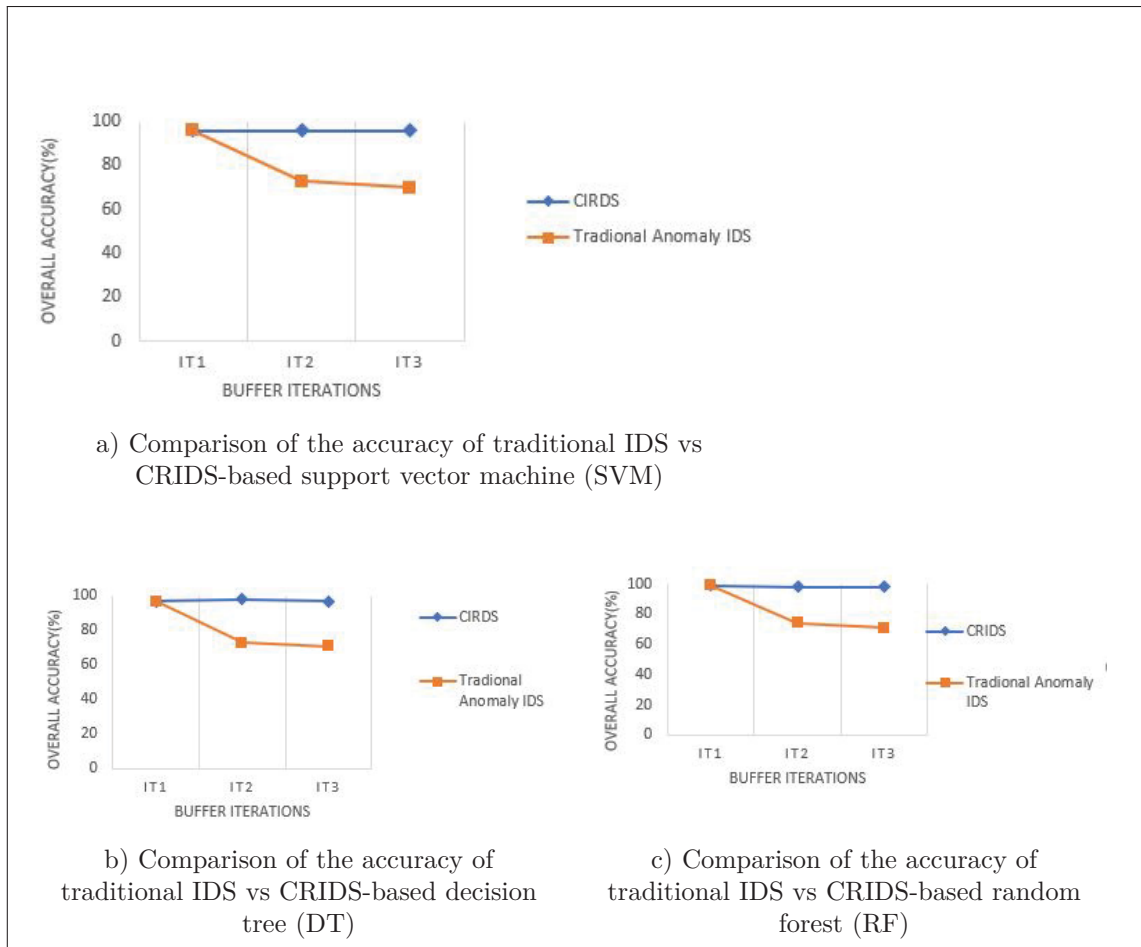 100
80
60
40
20
0
OVERALL ACCURACY(%)
IT1 IT2 IT3
BUFFER ITERATIONS
CIRDS
Tradional Anomaly IDS
a) Comparison of the accuracy of traditional IDS vs
CRIDS-based support vector machine (SVM)
100
80
60
40
20
0
OVERALL ACCURACY(%)
IT1 IT2 IT3
BUFFER ITERATIONS
CIRDS
Tradional
Anomaly IDS
b) Comparison of the accuracy of
traditional IDS vs CRIDS-based decision
tree (DT)
100
80
60
40
20
0
OVERALL ACCURACY(%)
IT1 IT2 IT3
BUFFER ITERATIONS
CRIDS
Tradional Anomaly
IDS
c) Comparison of the accuracy of
traditional IDS vs CRIDS-based random
forest (RF)